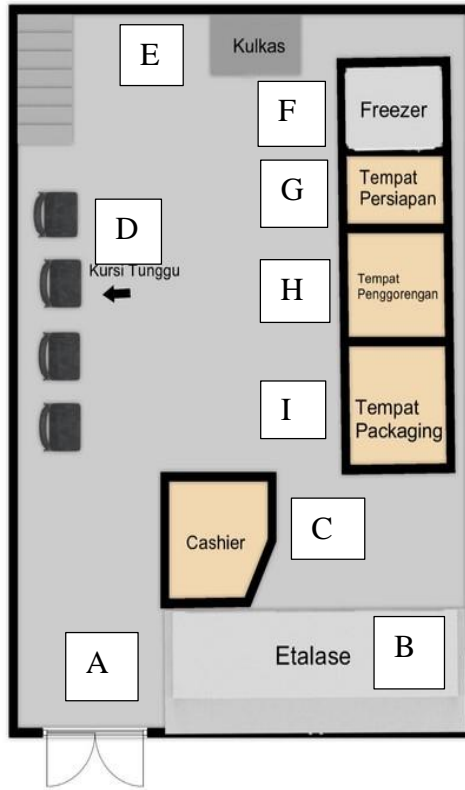 E
Kulkas
F
Freezer
G
Tempat
Persiapan
D
Kursi Tunggu
H
Tempat
Penggorengan
I
Tempat
Packaging
Cashier
C
A
Etalase
B